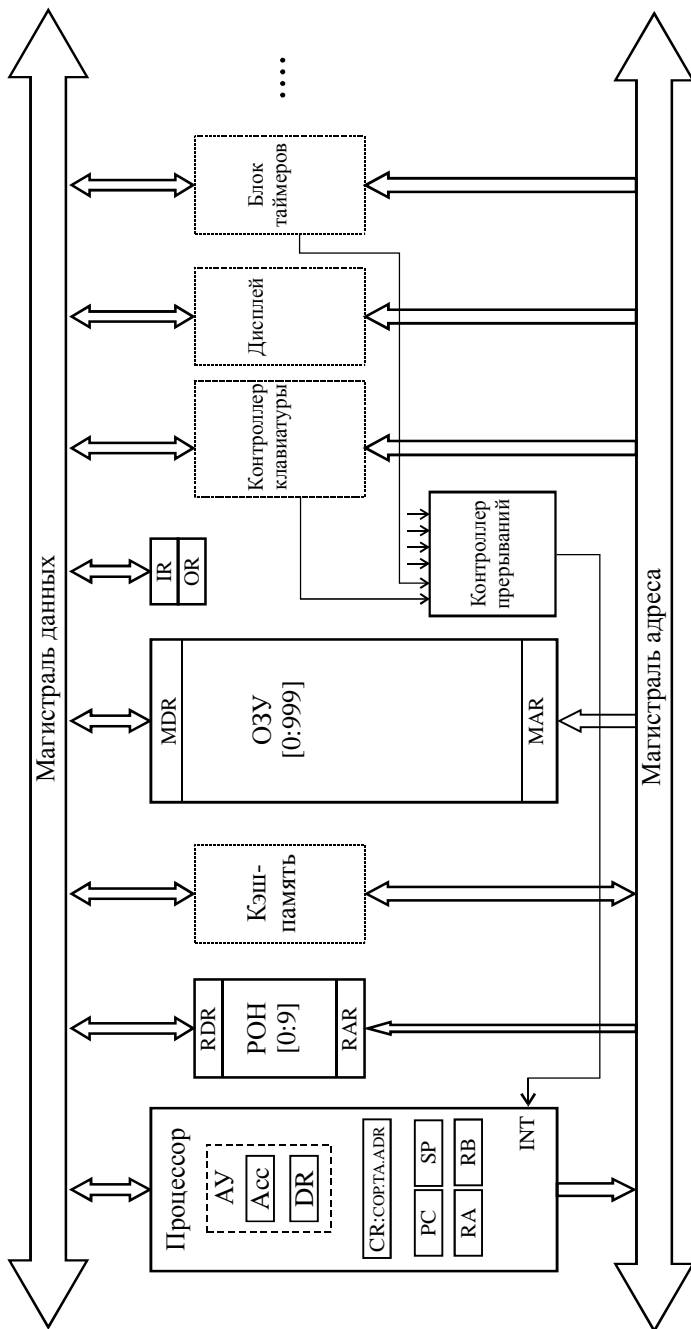 Магистраль данных
Процессор
АУ
Acc
DR
CR:COP.TA.ADR
PC
SP
RA
RB
INT
RDR
РОН
[0:9]
RAR
Кэш-
память
MDR
ОЗУ
[0:999]
MAR
IR
OR
Контроллер
клавиатуры
Дисплей
Блок
таймеров
....
Контроллер
прерываний
Магистраль адреса